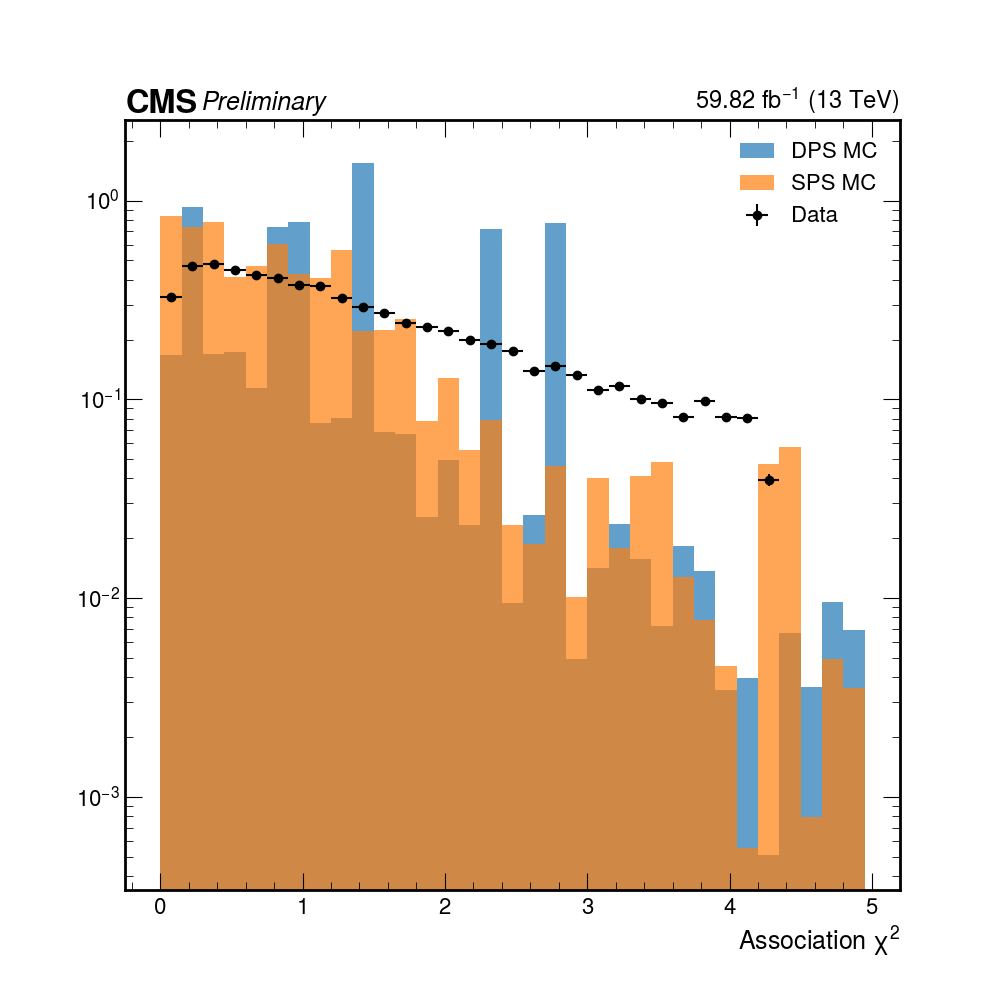 CMS Preliminary
59.82 fb⁻¹ (13 TeV)
DPS MC
SPS MC
Data
10⁰
10⁻¹
10⁻²
10⁻³
0 1 2 3 4 5
Association χ²